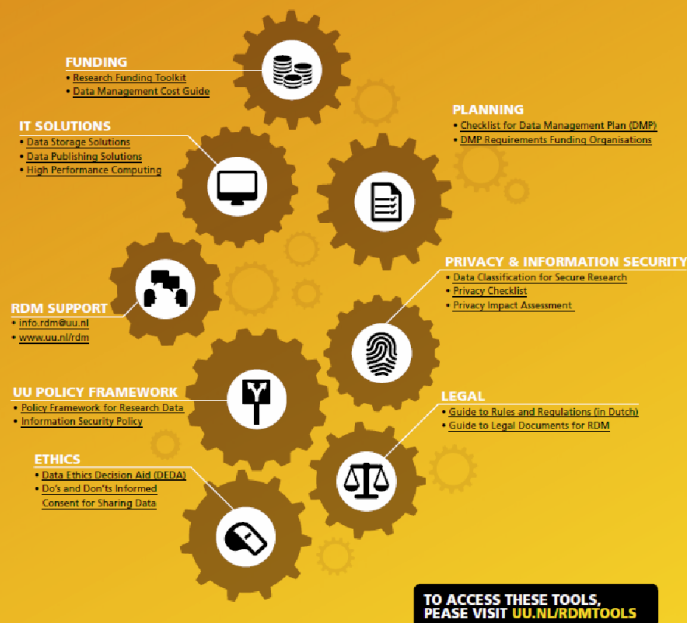 FUNDING
• Research Funding Toolkit
• Data Management Cost Guide
IT SOLUTIONS
• Data Storage Solutions
• Data Publishing Solutions
• High Performance Computing
PLANNING
• Checklist for Data Management Plan (DMP)
• DMP Requirements Funding Organisations
PRIVACY & INFORMATION SECURITY
• Data Classification for Secure Research
• Privacy Checklist
• Privacy Impact Assessment
RDM SUPPORT
• info.rdm@uu.nl
• www.uu.nl/rdm
UU POLICY FRAMEWORK
• Policy Framework for Research Data
• Information Security Policy
LEGAL
• Guide to Rules and Regulations (in Dutch)
• Guide to Legal Documents for RDM
ETHICS
• Data Ethics Decision Aid (DEDA)
• Do's and Don'ts Informed
Consent for Sharing Data
TO ACCESS THESE TOOLS,
PEASE VISIT UU.NL/RDMTOOLS